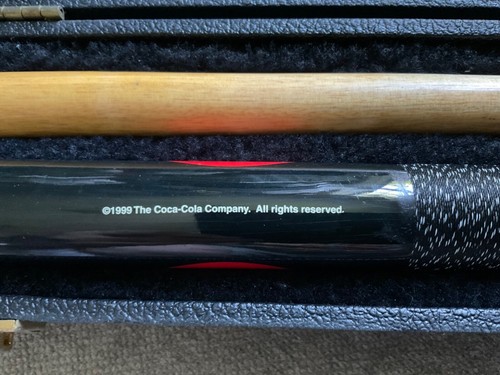 ©1999 The Coca-Cola Company. All rights reserved.